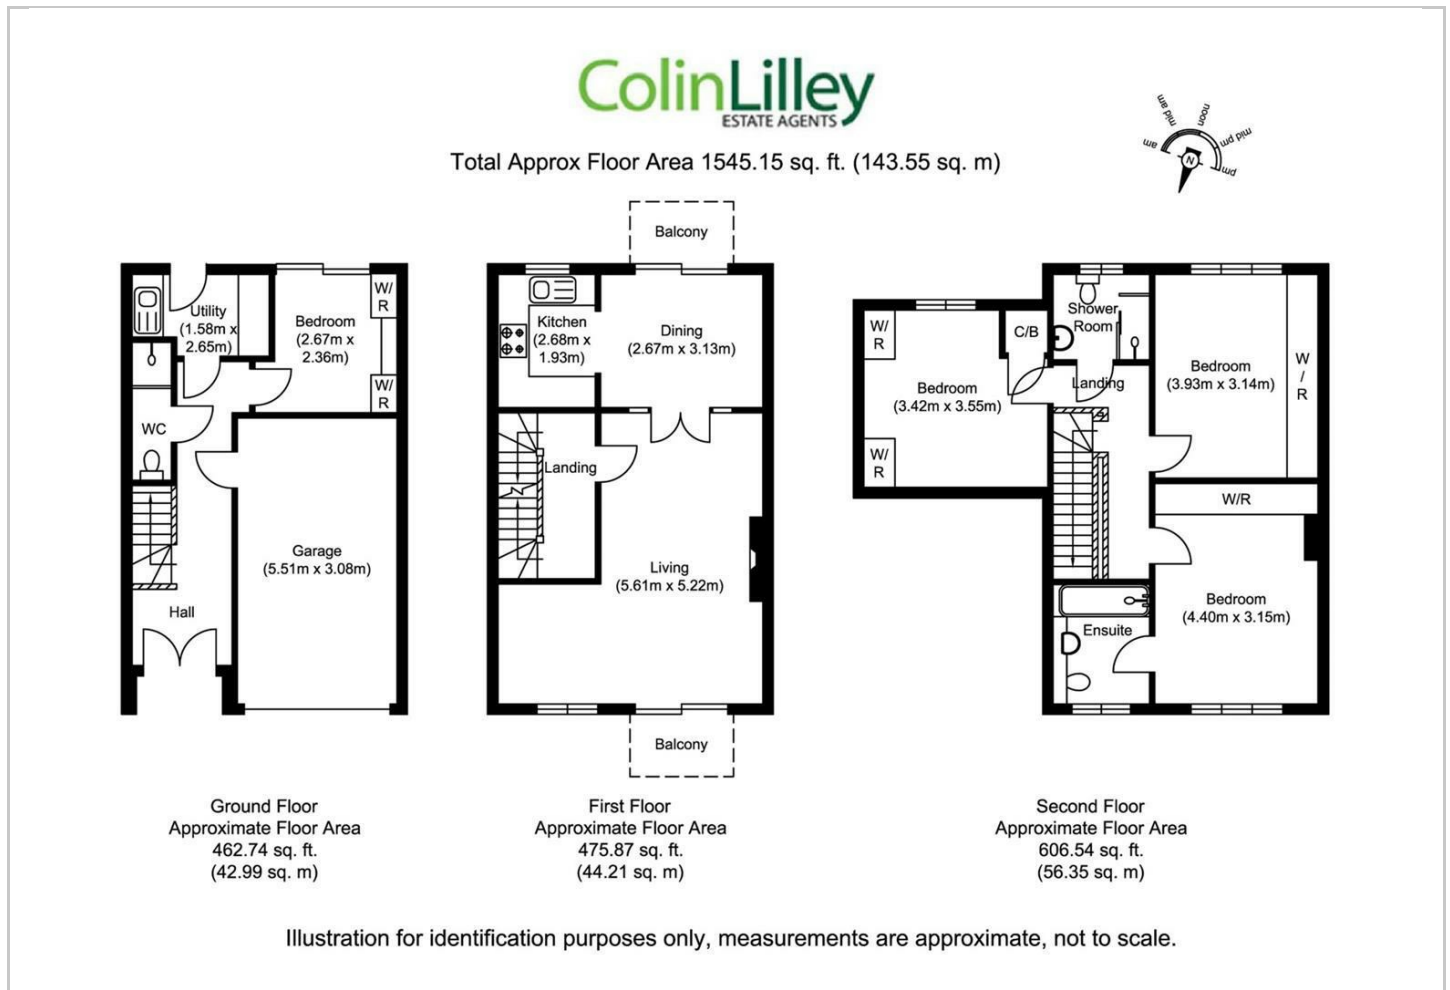 ColinLilley
ESTATE AGENTS
Total Approx Floor Area 1545.15 sq. ft. (143.55 sq. m)
am
mid am
noon
mid pm
pm
N
Utility
(1.58m x
2.65m)
Bedroom
(2.67m x
2.36m)
W/
R
W/
R
WC
Garage
(5.51m x 3.08m)
Hall
Balcony
Kitchen
(2.68m x
1.93m)
Dining
(2.67m x 3.13m)
Landing
Living
(5.61m x 5.22m)
Balcony
W/
R
C/B
Shower
Room
Bedroom
(3.42m x 3.55m)
Landing
Bedroom
(3.93m x 3.14m)
W
/
R
W/
R
W/R
Bedroom
(4.40m x 3.15m)
Ensuite
Ground Floor
Approximate Floor Area
462.74 sq. ft.
(42.99 sq. m)
First Floor
Approximate Floor Area
475.87 sq. ft.
(44.21 sq. m)
Second Floor
Approximate Floor Area
606.54 sq. ft.
(56.35 sq. m)
Illustration for identification purposes only, measurements are approximate, not to scale.